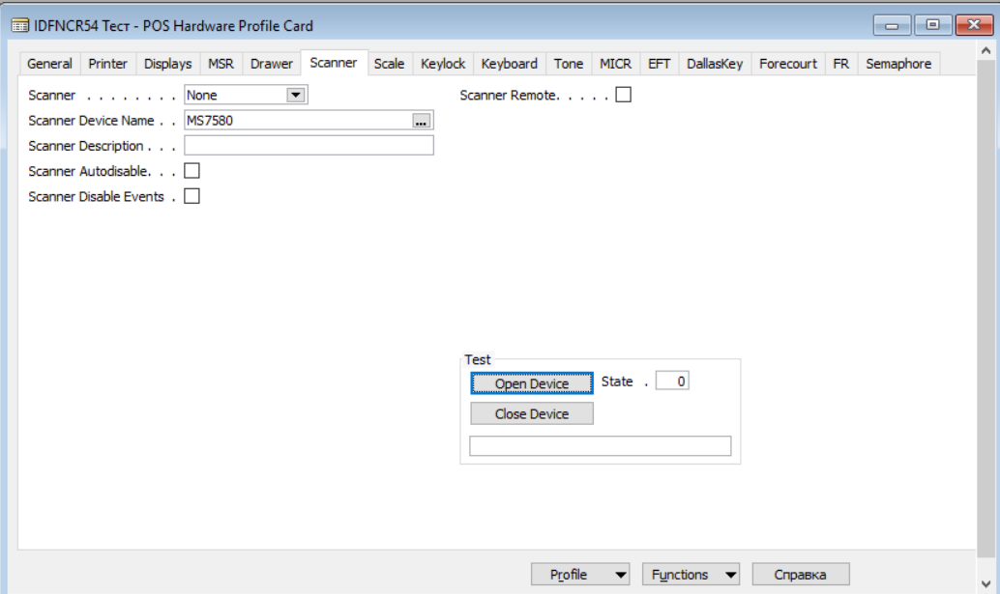 IDFNCR54 Тест - POS Hardware Profile Card
General Printer Displays MSR Drawer Scanner Scale Keylock Keyboard Tone MICR EFT DallasKey Forecourt FR Semaphore
Scanner . . . . . . . . None Scanner Remote. . . . .
Scanner Device Name . . MS7580 ...
Scanner Description . . .
Scanner Autodisable. . .
Scanner Disable Events .
Test
Open Device State . 0
Close Device
Profile Functions Справка